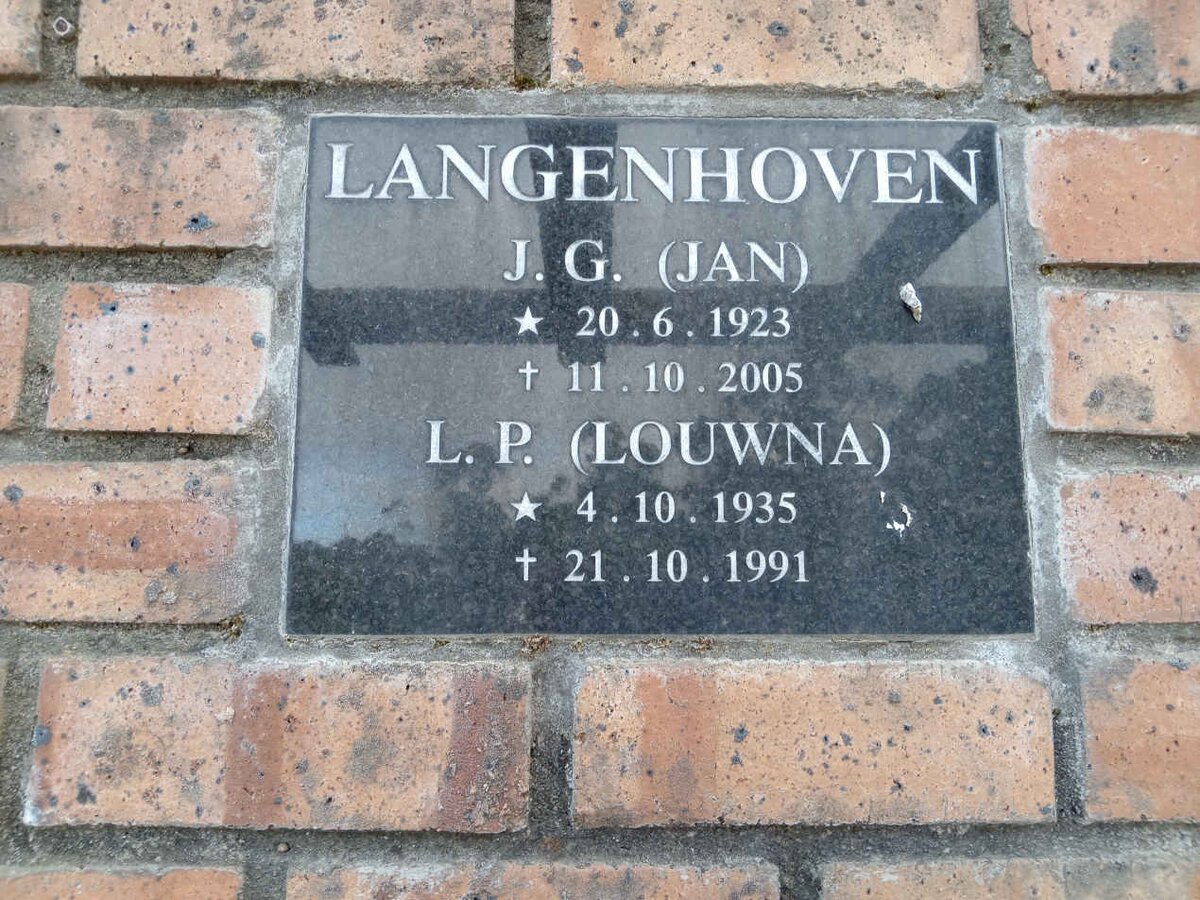 LANGENHOVEN
J. G. (JAN)
★ 20 . 6 . 1923
✝ 11 . 10 . 2005
L. P. (LOUWNA)
★ 4 . 10 . 1935
✝ 21 . 10 . 1991